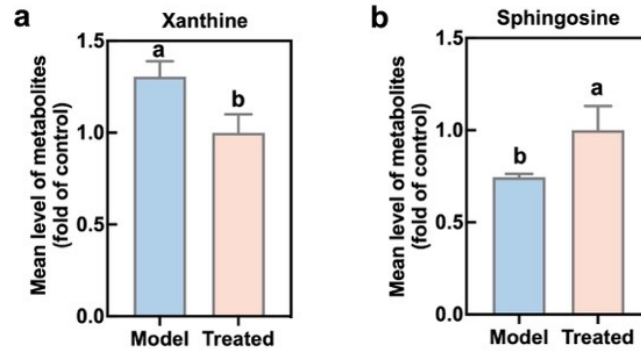 a
Xanthine
Mean level of metabolites
(fold of control)
1.5
1.0
0.5
0.0
a
b
Model Treated
b
Sphingosine
Mean level of metabolites
(fold of control)
1.5
1.0
0.5
0.0
b
a
Model Treated